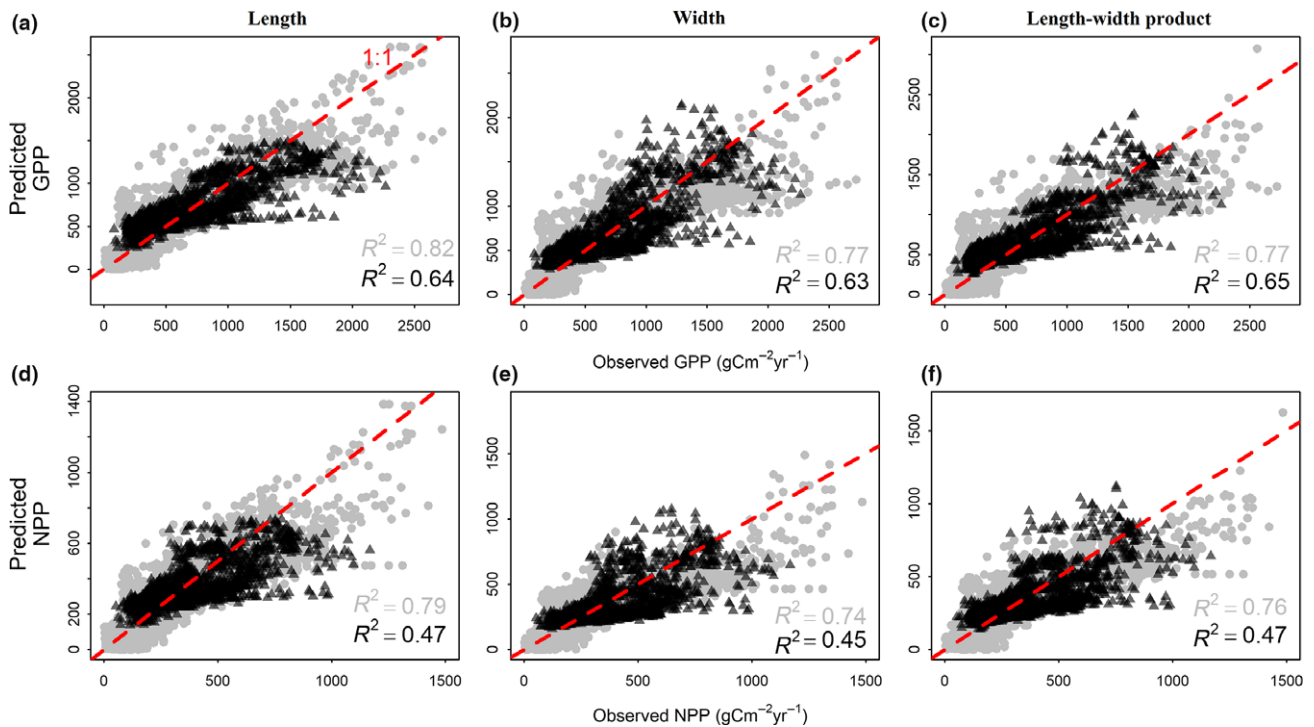 (a) Length
(b) Width
(c) Length-width product
Predicted
GPP
0 500 1000 2000
1:1
R² = 0.82
R² = 0.64
0 500 1000 1500 2000 2500
0 500 1000 2000
R² = 0.77
R² = 0.63
0 500 1000 1500 2000 2500
0 500 1000 2000 3000
R² = 0.77
R² = 0.65
0 500 1000 1500 2000 2500
Observed GPP (gCm⁻²yr⁻¹)
(d)
(e)
(f)
Predicted
NPP
0 200 600 1000 1400
R² = 0.79
R² = 0.47
0 500 1000 1500
0 500 1000 1500
R² = 0.74
R² = 0.45
0 500 1000 1500
0 500 1000 1500
R² = 0.76
R² = 0.47
0 500 1000 1500
Observed NPP (gCm⁻²yr⁻¹)